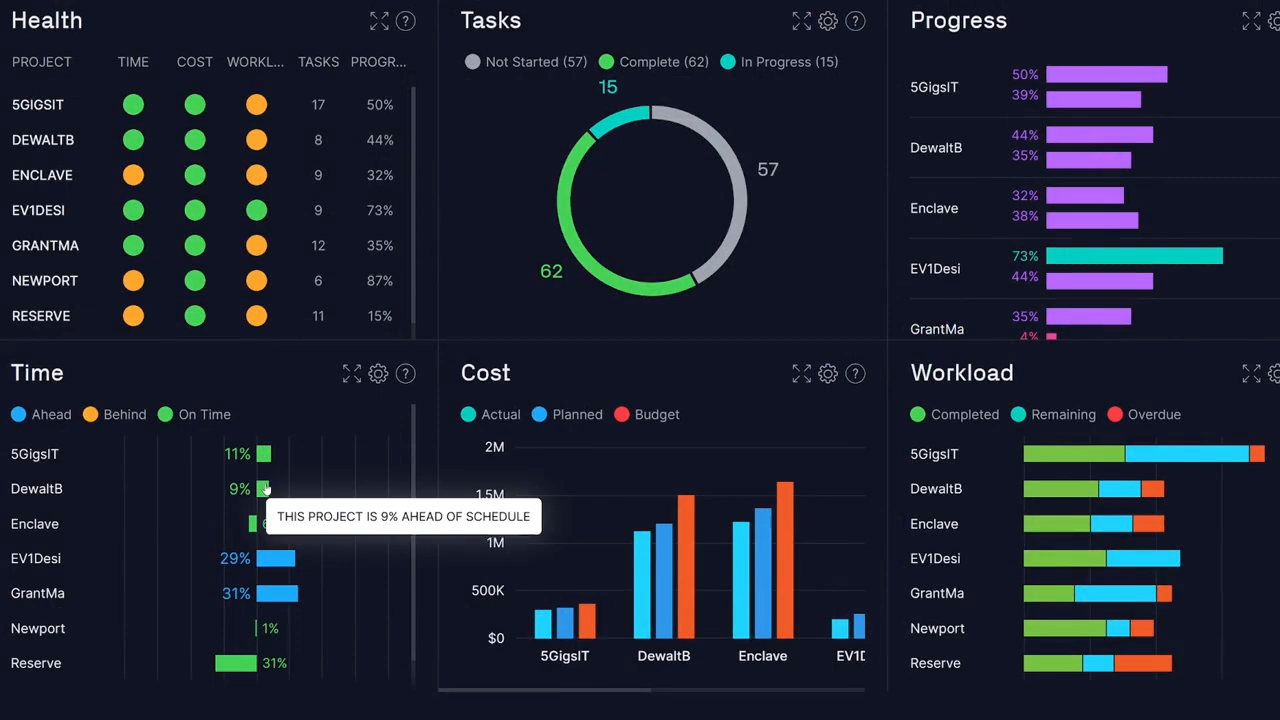 Health
?
PROJECT TIME COST WORKL... TASKS PROGR...
5GIGSIT 17 50%
DEWALTB 8 44%
ENCLAVE 9 32%
EV1DESI 9 73%
GRANTMA 12 35%
NEWPORT 6 87%
RESERVE 11 15%
Tasks
?
Not Started (57) Complete (62) In Progress (15)
15
57
62
Progress
5GigsIT 50%
39%
DewaltB 44%
35%
Enclave 32%
38%
EV1Desi 73%
44%
GrantMa 35%
4%
Time
?
Ahead Behind On Time
5GigsIT 11%
DewaltB 9%
Enclave
EV1Desi 29%
GrantMa 31%
Newport 1%
Reserve 31%
THIS PROJECT IS 9% AHEAD OF SCHEDULE
Cost
?
Actual Planned Budget
2M
1.5M
1M
500K
$0
5GigsIT DewaltB Enclave EV1D
Workload
Completed Remaining Overdue
5GigsIT
DewaltB
Enclave
EV1Desi
GrantMa
Newport
Reserve